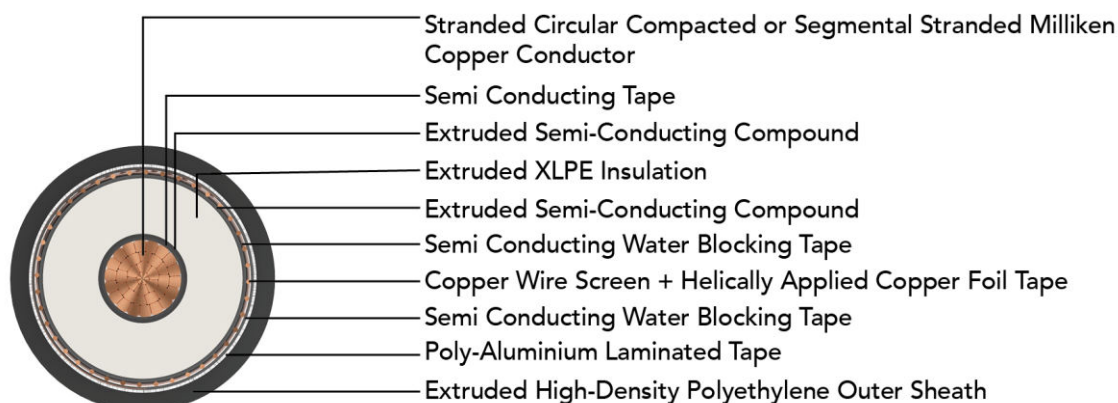 Stranded Circular Compacted or Segmental Stranded Milliken
Copper Conductor
Semi Conducting Tape
Extruded Semi-Conducting Compound
Extruded XLPE Insulation
Extruded Semi-Conducting Compound
Semi Conducting Water Blocking Tape
Copper Wire Screen + Helically Applied Copper Foil Tape
Semi Conducting Water Blocking Tape
Poly-Aluminium Laminated Tape
Extruded High-Density Polyethylene Outer Sheath